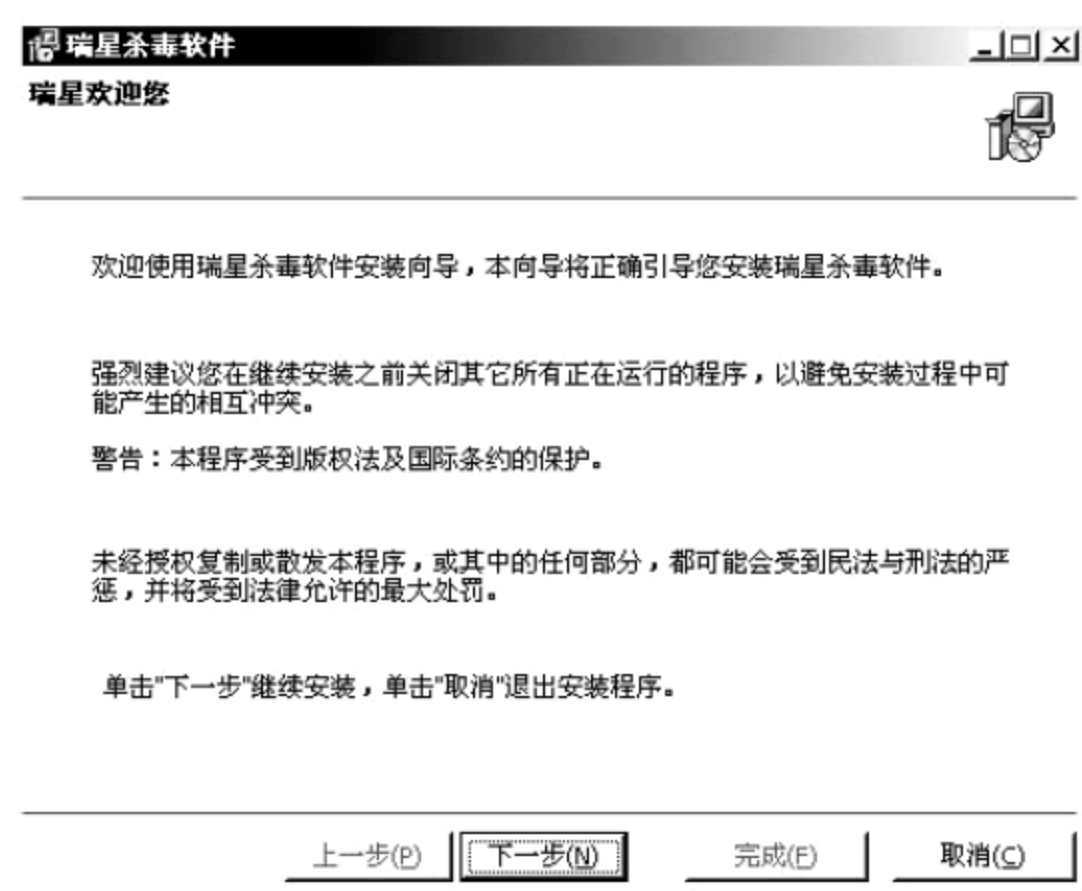 瑞星杀毒软件
瑞星欢迎您
欢迎使用瑞星杀毒软件安装向导，本向导将正确引导您安装瑞星杀毒软件。
强烈建议您在继续安装之前关闭其它所有正在运行的程序，以避免安装过程中可
能产生的相互冲突。
警告：本程序受到版权法及国际条约的保护。
未经授权复制或散发本程序，或其中的任何部分，都可能会受到民法与刑法的严
惩，并将受到法律允许的最大处罚。
单击"下一步"继续安装，单击"取消"退出安装程序。
上一步(P) 下一步(N) 完成(F) 取消(C)